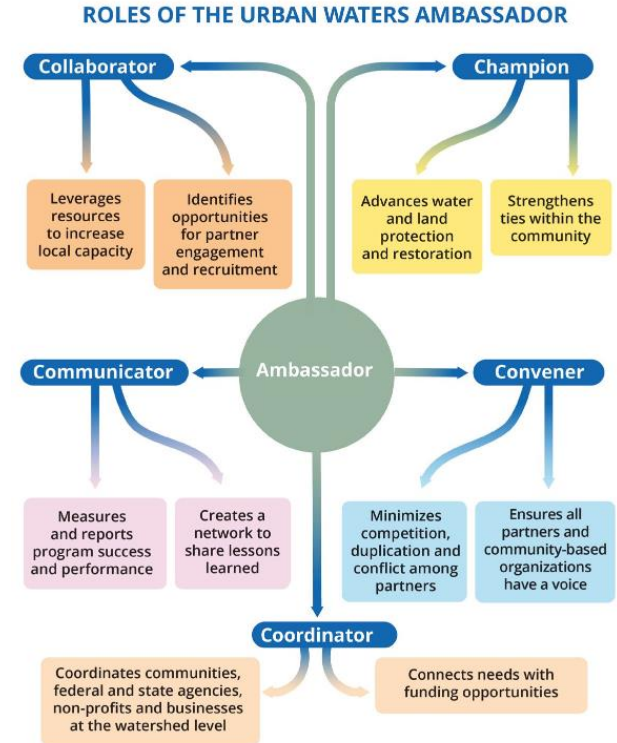 ROLES OF THE URBAN WATERS AMBASSADOR
Collaborator
Leverages
resources
to increase
local capacity
Identifies
opportunities
for partner
engagement
and recruitment
Champion
Advances water
and land
protection
and restoration
Strengthens
ties within the
community
Ambassador
Communicator
Measures
and reports
program success
and performance
Creates a
network to
share lessons
learned
Convener
Minimizes
competition,
duplication and
conflict among
partners
Ensures all
partners and
community-based
organizations
have a voice
Coordinator
Coordinates communities,
federal and state agencies,
non-profits and businesses
at the watershed level
Connects needs with
funding opportunities